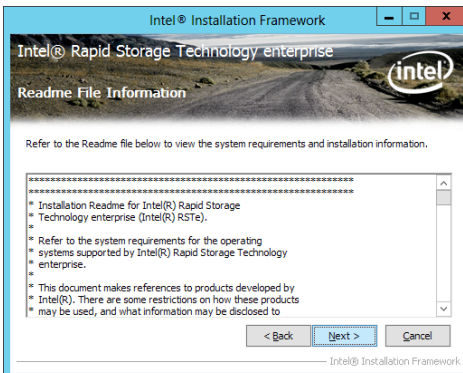 Intel® Installation Framework
Intel® Rapid Storage Technology enterprise
(intel)
Readme File Information
Refer to the Readme file below to view the system requirements and installation information.
************************************************************
************************************************************
* Installation Readme for Intel(R) Rapid Storage
* Technology enterprise (Intel(R) RSTe).
*
* Refer to the system requirements for the operating
* systems supported by Intel(R) Rapid Storage Technology
* enterprise.
*
* This document makes references to products developed by
* Intel(R). There are some restrictions on how these products
* may be used, and what information may be disclosed to
< Back Next > Cancel
Intel® Installation Framework